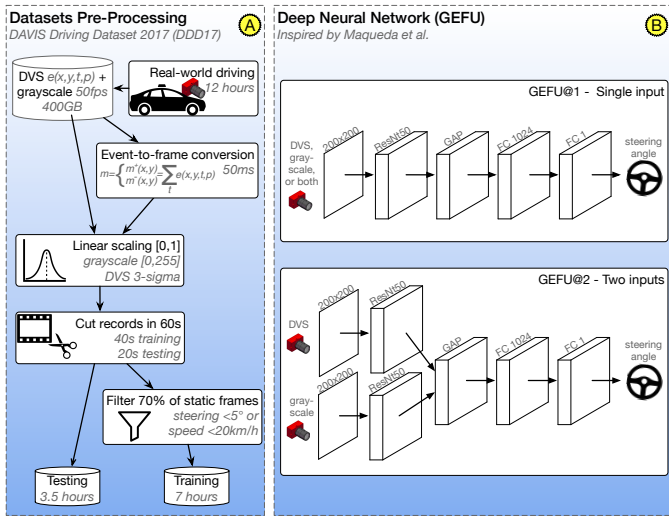 Datasets Pre-Processing
A
DAVIS Driving Dataset 2017 (DDD17)
DVS e(x,y,t,p) +
grayscale 50fps
400GB
Real-world driving
12 hours
Event-to-frame conversion
m={m⁺(x,y) m⁻(x,y) =∑ e(x,y,t,p) 50ms
t
Linear scaling [0,1]
grayscale [0,255]
DVS 3-sigma
Cut records in 60s
40s training
20s testing
Filter 70% of static frames
steering <5° or
speed <20km/h
Testing
3.5 hours
Training
7 hours
Deep Neural Network (GEFU)
B
Inspired by Maqueda et al.
GEFU@1 - Single input
DVS,
gray-
scale,
or both
200x200
ResNt50
GAP
FC 1024
FC 1
steering
angle
GEFU@2 - Two inputs
DVS
200x200
ResNt50
gray-
scale
200x200
ResNt50
GAP
FC 1024
FC 1
steering
angle